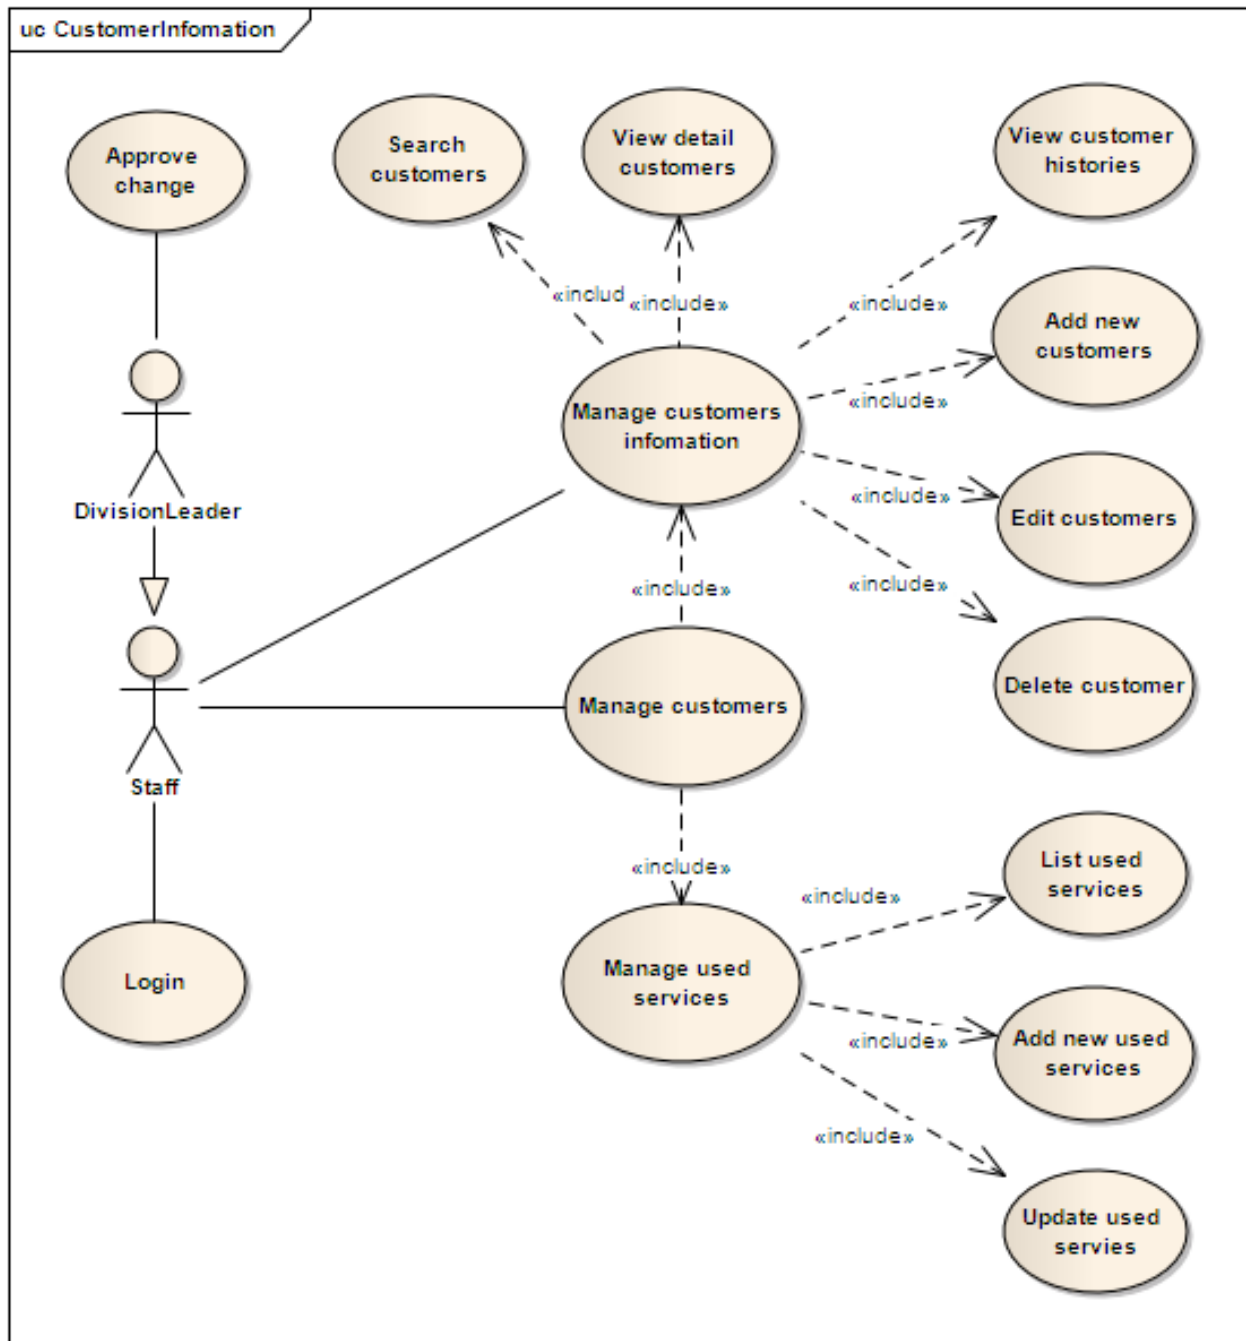 uc CustomerInfomation
Approve
change
Search
customers
View detail
customers
View customer
histories
«includ
«include»
«include»
Add new
customers
«include»
Manage customers
infomation
«include»
Edit customers
DivisionLeader
«include»
«include»
Delete customer
Manage customers
Staff
«include»
List used
services
«include»
Manage used
services
Login
Add new used
services
«include»
«include»
Update used
servies